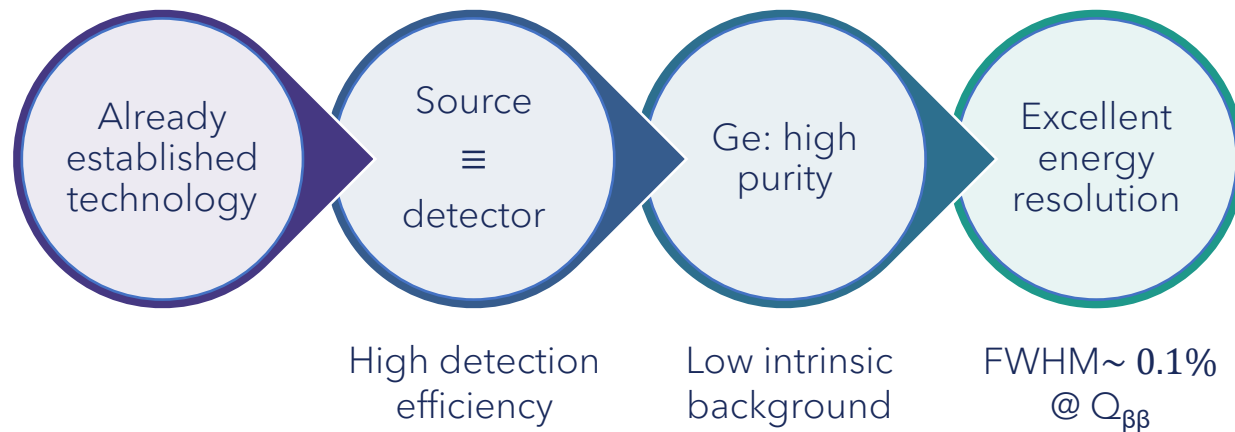 Already
established
technology
Source
≡
detector
Ge: high
purity
Excellent
energy
resolution
High detection
efficiency
Low intrinsic
background
FWHM~ 0.1%
@ Qββ